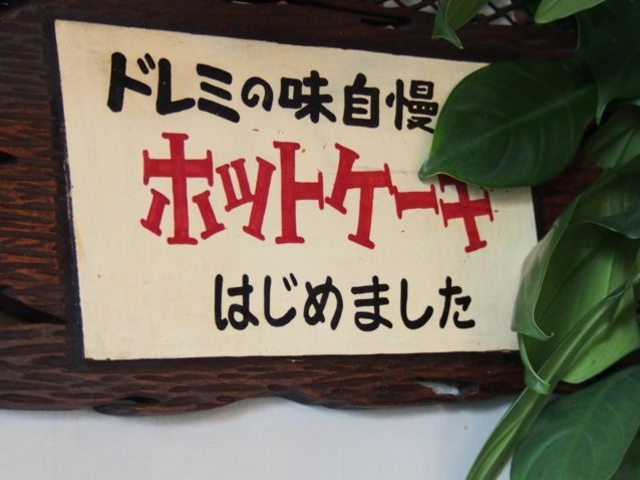 ドレミの味自慢
ホットケーキ
はじめました